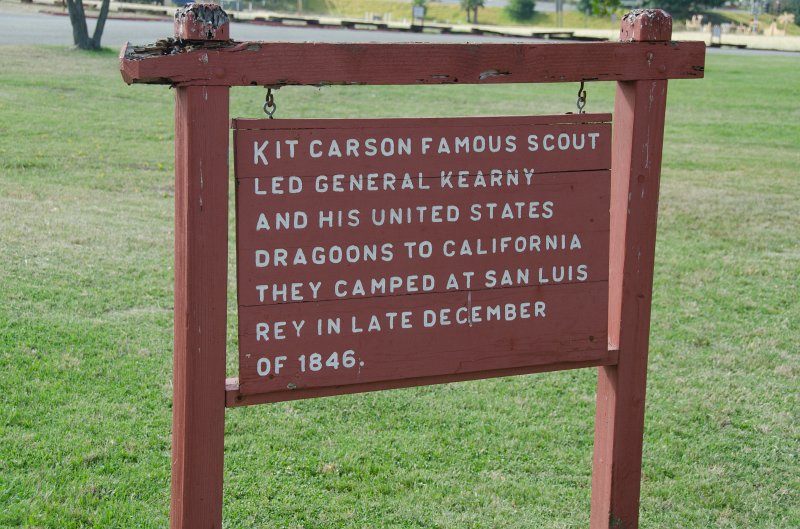 KIT CARSON FAMOUS SCOUT
LED GENERAL KEARNY
AND HIS UNITED STATES
DRAGOONS TO CALIFORNIA
THEY CAMPED AT SAN LUIS
REY IN LATE DECEMBER
OF 1846.